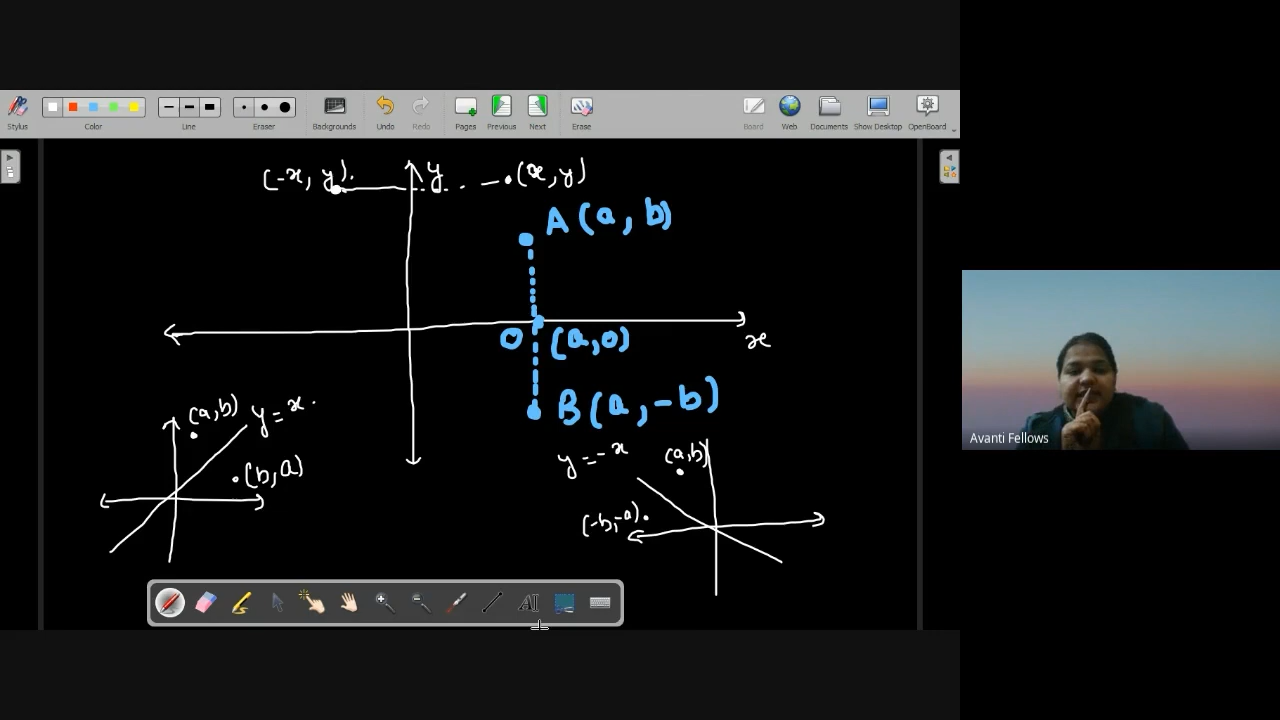 Stylus
Color
Line
Eraser
Backgrounds
Undo
Redo
Pages
Previous
Next
Erase
Board
Web
Documents
Show Desktop
OpenBoard
(-x, y).
y
(x, y)
A (a, b)
O (a, 0)
x
B (a, -b)
(a, b)
y = x
(b, a)
y = -x
(a, b)
(-b, -a)
AI
Avanti Fellows